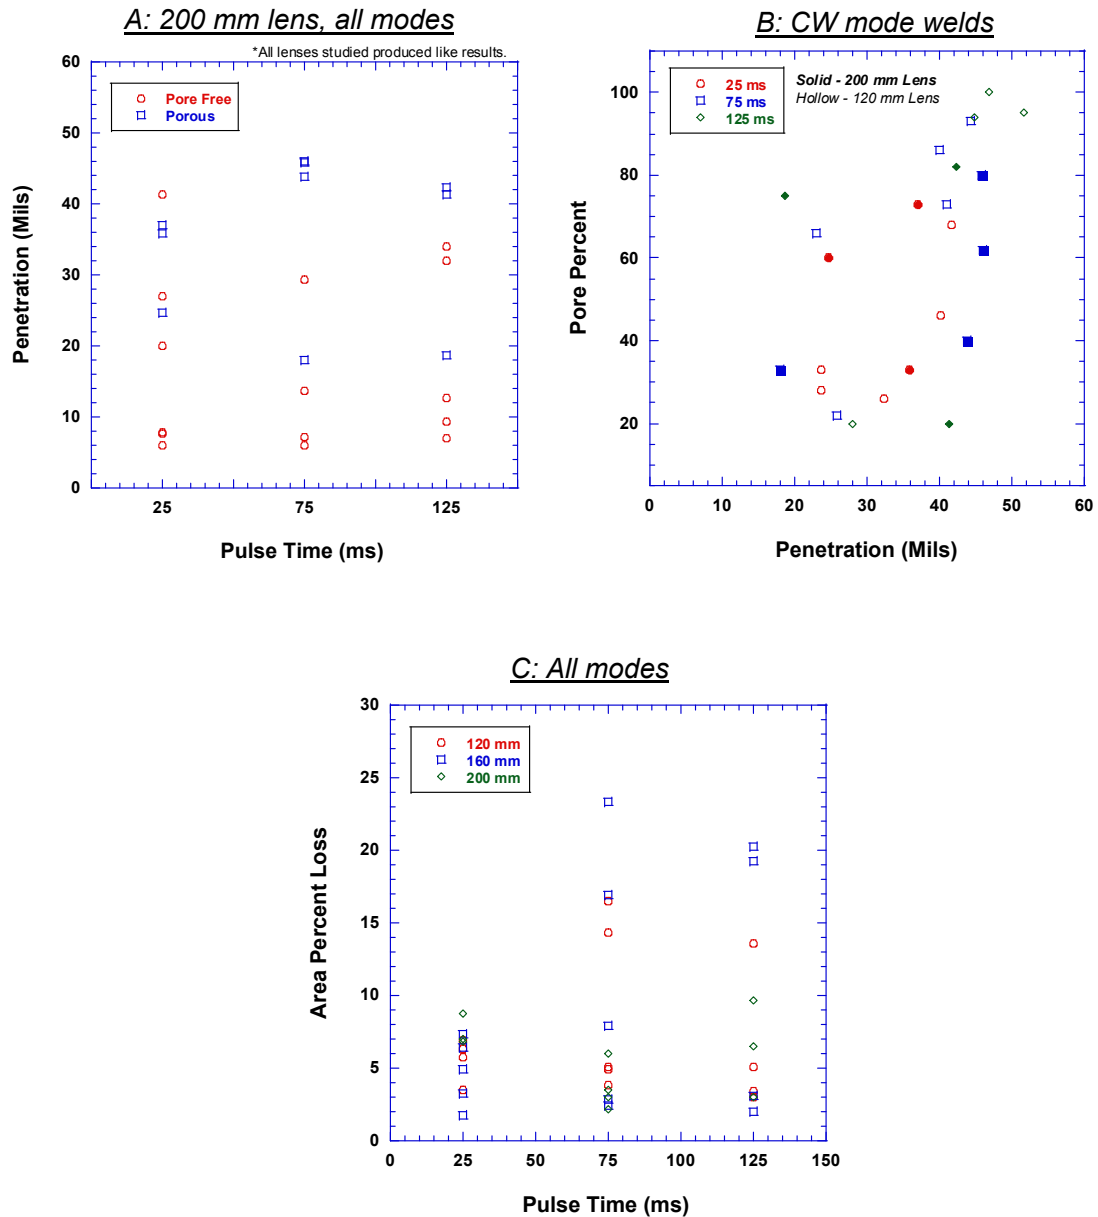 A: 200 mm lens, all modes
*All lenses studied produced like results.
60
50
40
30
20
10
0
Penetration (Mils)
Pore Free
Porous
25
75
125
Pulse Time (ms)
B: CW mode welds
100
80
60
40
20
Pore Percent
25 ms
75 ms
125 ms
Solid - 200 mm Lens
Hollow - 120 mm Lens
0
10
20
30
40
50
60
Penetration (Mils)
C: All modes
30
25
20
15
10
5
0
Area Percent Loss
120 mm
160 mm
200 mm
0
25
50
75
100
125
150
Pulse Time (ms)